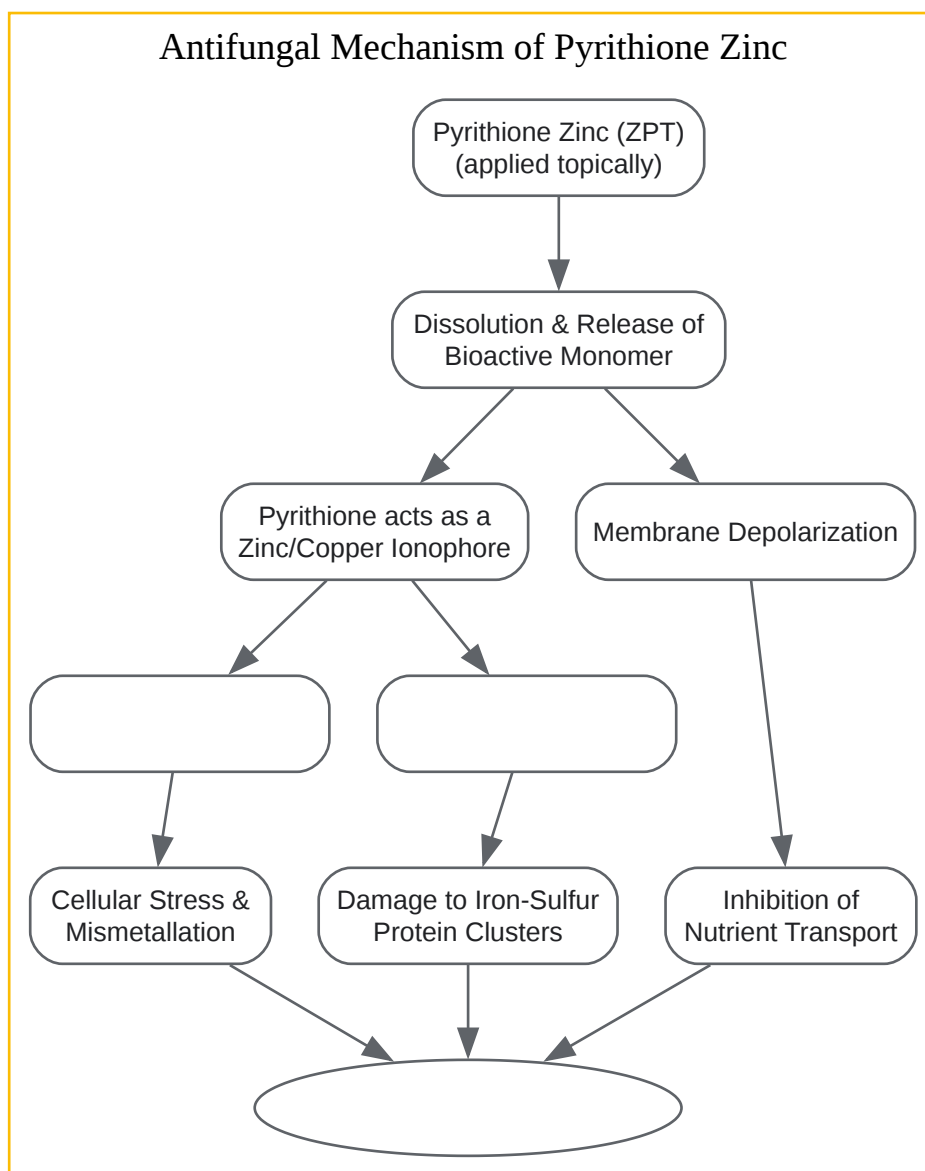 Antifungal Mechanism of Pyrithione Zinc
Pyrithione Zinc (ZPT)
(applied topically)
Dissolution & Release of
Bioactive Monomer
Pyrithione acts as a
Zinc/Copper Ionophore
Membrane Depolarization
Cellular Stress &
Mismetallation
Damage to Iron-Sulfur
Protein Clusters
Inhibition of
Nutrient Transport